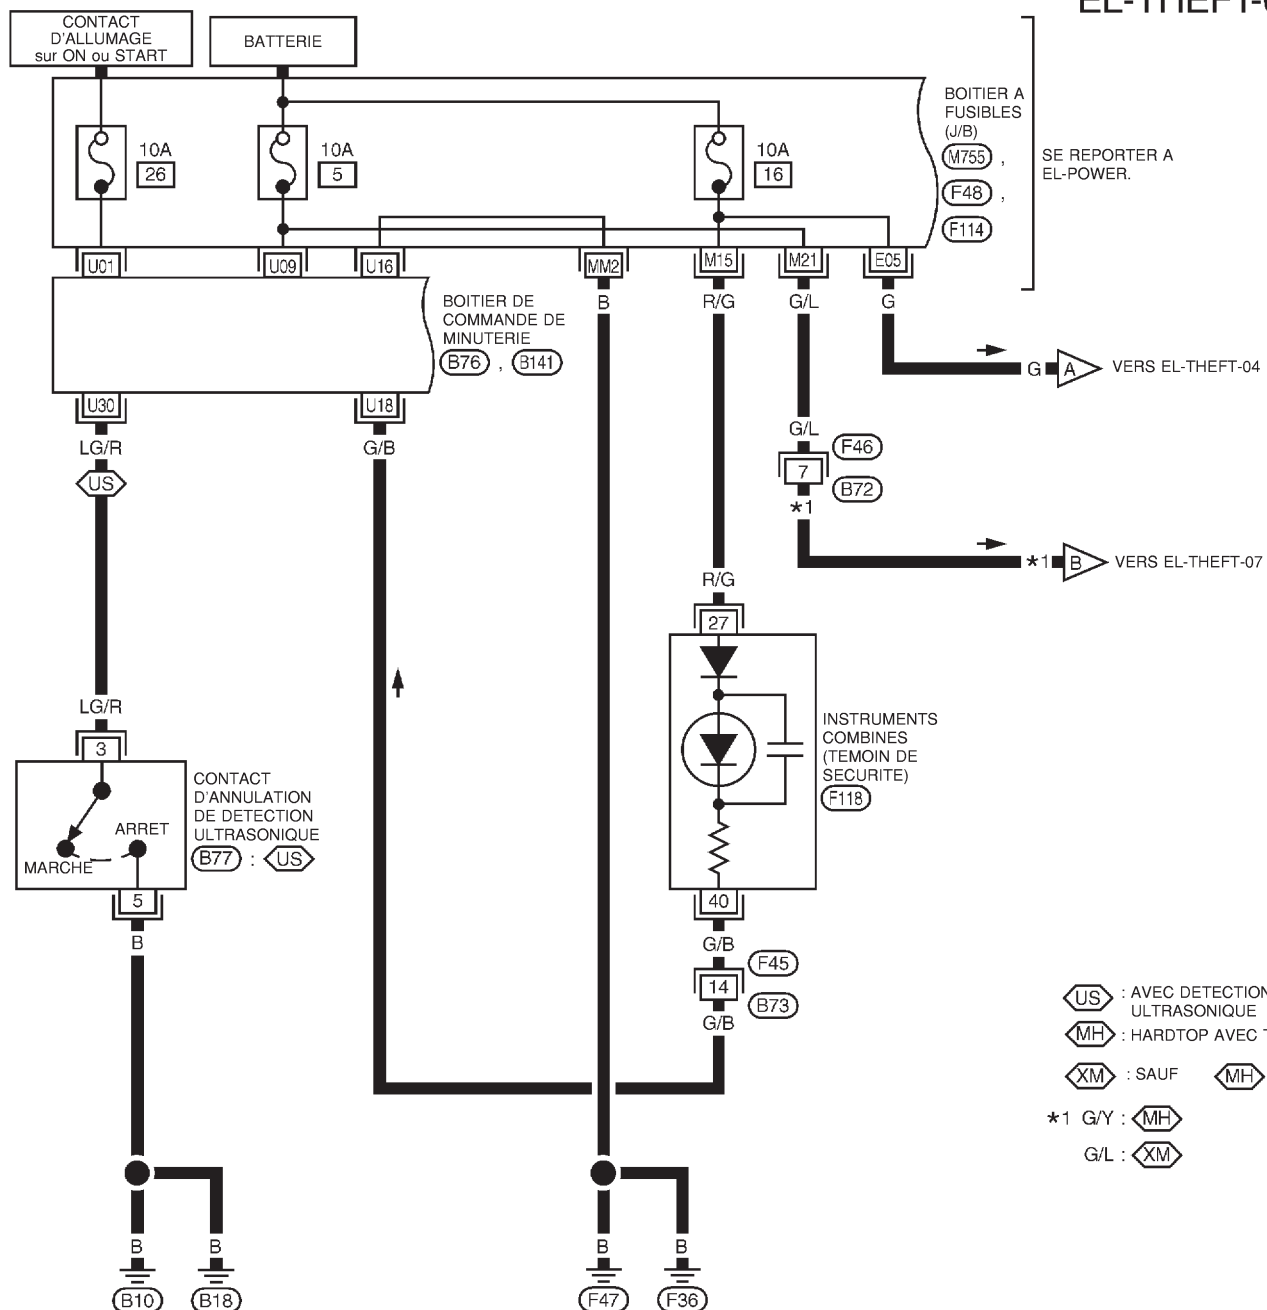 EL-THEFT-0
CONTACT
D'ALLUMAGE
sur ON ou START
BATTERIE
10A
26
10A
5
10A
16
BOITIER A
FUSIBLES
(J/B)
M755 ,
F48 ,
F114
SE REPORTER A
EL-POWER.
U01
U09
U16
MM2
M15
M21
E05
B
R/G
G/L
G
BOITIER DE
COMMANDE DE
MINUTERIE
B76 , B141
G
A
VERS EL-THEFT-04
U30
U18
LG/R
G/B
US
G/L
F46
7
B72
*1
*1
B
VERS EL-THEFT-07
R/G
27
LG/R
3
INSTRUMENTS
COMBINES
(TEMOIN DE
SECURITE)
F118
CONTACT
D'ANNULATION
DE DETECTION
ULTRASONIQUE
B77 : US
ARRET
MARCHE
5
B
40
G/B
F45
14
B73
G/B
US : AVEC DETECTION
ULTRASONIQUE
MH : HARDTOP AVEC
XM : SAUF MH
*1 G/Y : MH
G/L : XM
B
B
B
B
B10
B18
F47
F36